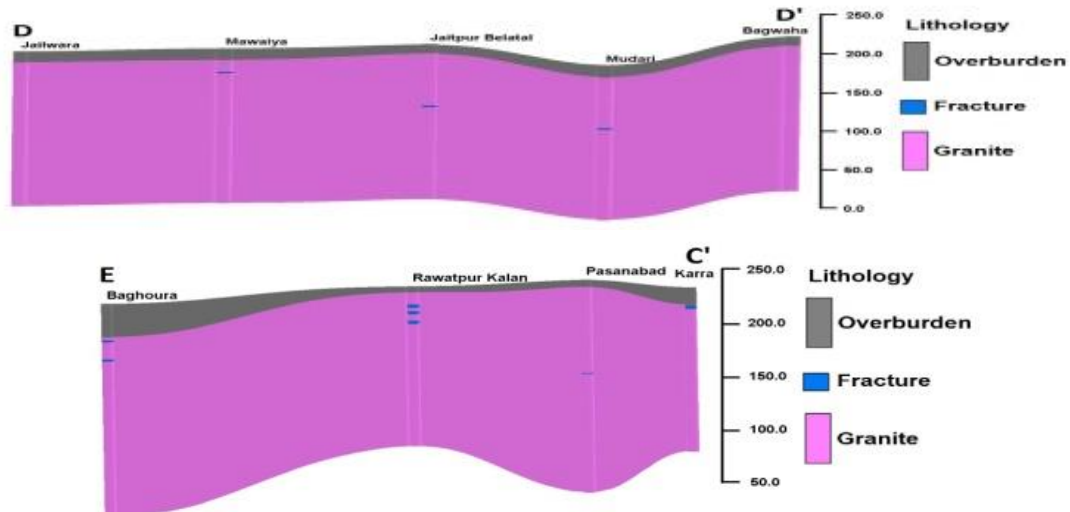 D
Jailwara
Mawaiya
Jaitpur Belatal
Mudari
Bagwaha
D'
250.0
200.0
150.0
100.0
50.0
0.0
Lithology
Overburden
Fracture
Granite
E
Baghoura
Rawatpur Kalan
Pasanabad
Karra
C'
250.0
200.0
150.0
100.0
50.0
Lithology
Overburden
Fracture
Granite